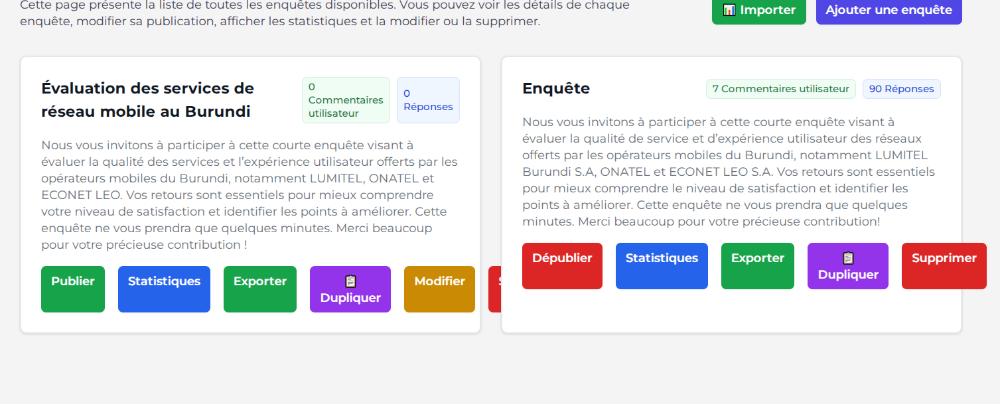 Cette page présente la liste de toutes les enquêtes disponibles. Vous pouvez voir les détails de chaque
enquête, modifier sa publication, afficher les statistiques et la modifier ou la supprimer.
📊 Importer
Ajouter une enquête
Évaluation des services de
réseau mobile au Burundi
0
Commentaires
utilisateur
0
Réponses
Nous vous invitons à participer à cette courte enquête visant à
évaluer la qualité des services et l’expérience utilisateur offerts par les
opérateurs mobiles du Burundi, notamment LUMITEL, ONATEL et
ECONET LEO. Vos retours sont essentiels pour mieux comprendre
votre niveau de satisfaction et identifier les points à améliorer. Cette
enquête ne vous prendra que quelques minutes. Merci beaucoup
pour votre précieuse contribution !
Publier
Statistiques
Exporter
📋
Dupliquer
Modifier
Enquête
7 Commentaires utilisateur
90 Réponses
Nous vous invitons à participer à cette courte enquête visant à
évaluer la qualité de service et d’expérience utilisateur des réseaux
offerts par les opérateurs mobiles du Burundi, notamment LUMITEL
Burundi S.A, ONATEL et ECONET LEO S.A. Vos retours sont essentiels
pour mieux comprendre le niveau de satisfaction et identifier les
points à améliorer. Cette enquête ne vous prendra que quelques
minutes. Merci beaucoup pour votre précieuse contribution!
Dépublier
Statistiques
Exporter
📋
Dupliquer
Supprimer